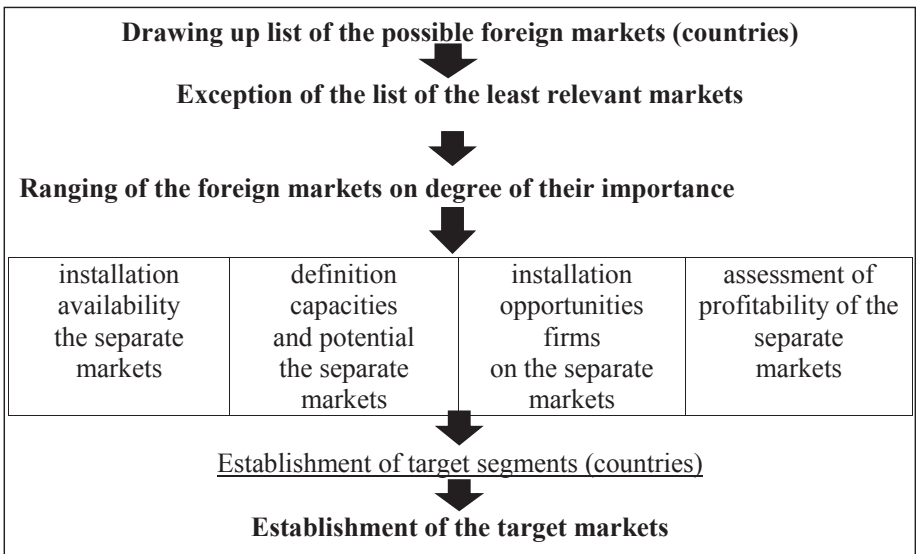 Drawing up list of the possible foreign markets (countries)
Exception of the list of the least relevant markets
Ranging of the foreign markets on degree of their importance
installation
availability
the separate
markets
definition
capacities
and potential
the separate
markets
installation
opportunities
firms
on the separate
markets
assessment of
profitability of the
separate
markets
Establishment of target segments (countries)
Establishment of the target markets